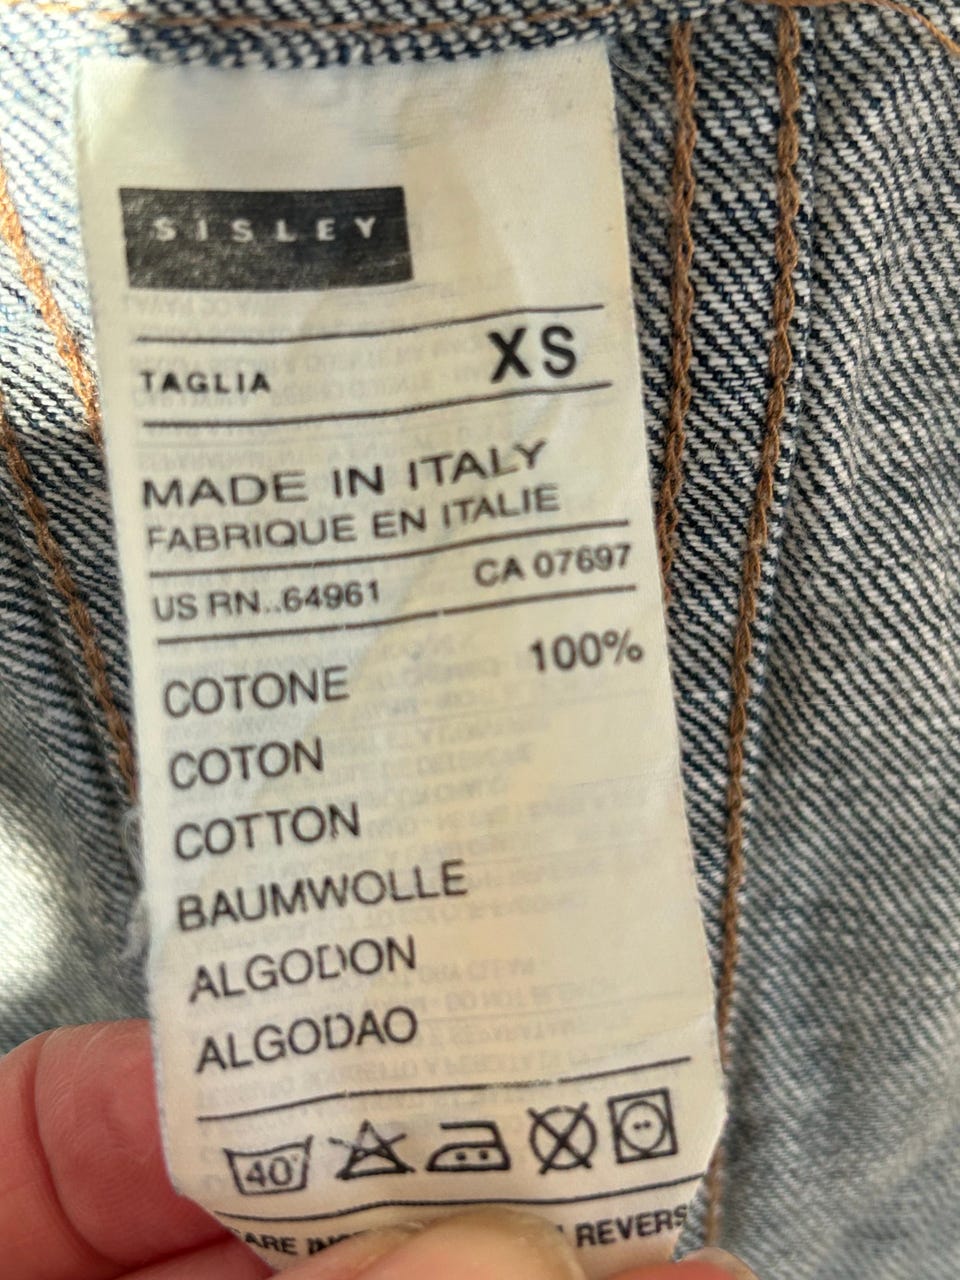 SISLEY
TAGLIA XS
MADE IN ITALY
FABRIQUE EN ITALIE
US RN..64961 CA 07697
COTONE 100%
COTON
COTTON
BAUMWOLLE
ALGODON
ALGODAO
40